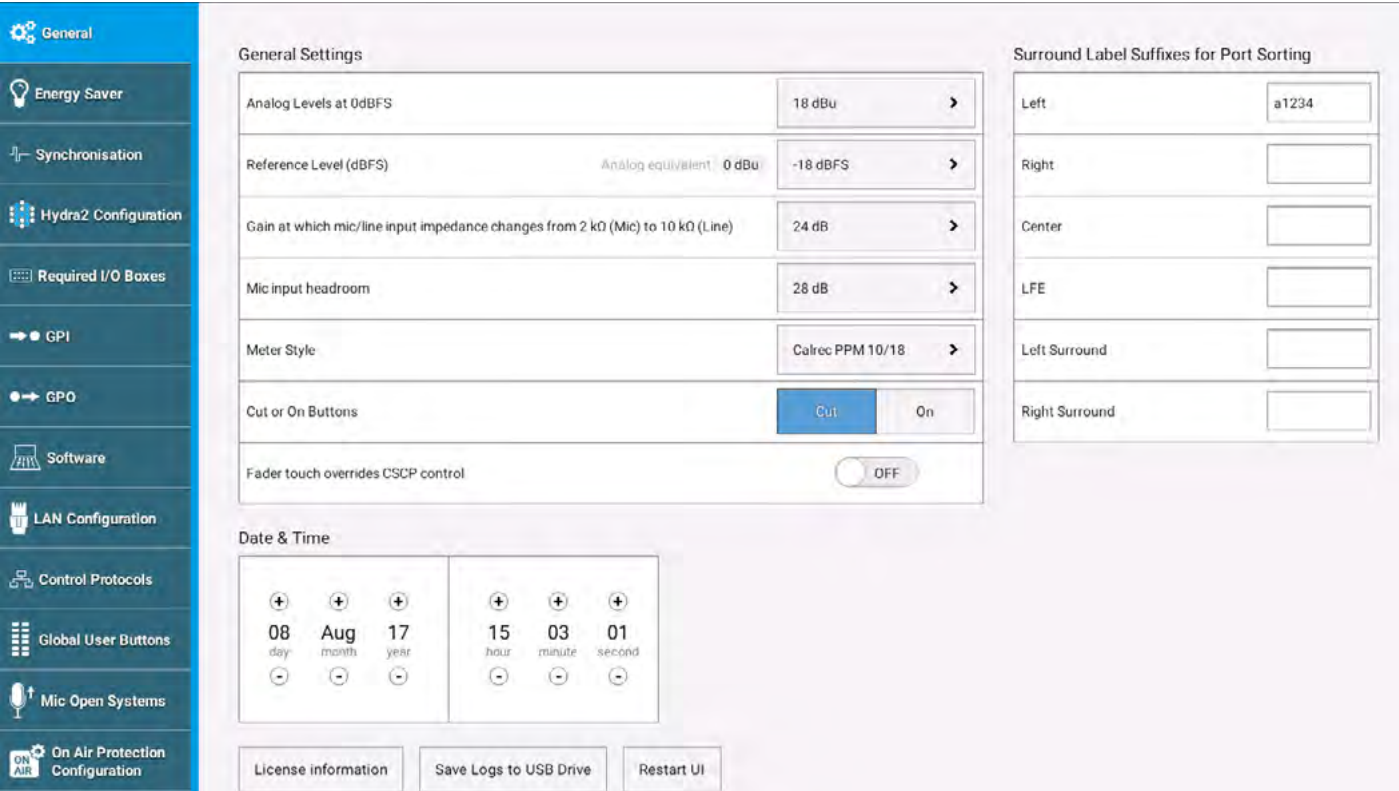 General
Energy Saver
Synchronisation
Hydra2 Configuration
Required I/O Boxes
GPI
GPO
Software
LAN Configuration
Control Protocols
Global User Buttons
Mic Open Systems
ON AIR
On Air Protection
Configuration
General Settings
Analog Levels at 0dBFS 18 dBu
Reference Level (dBFS) Analog equivalent 0 dBu -18 dBFS
Gain at which mic/line input impedance changes from 2 kΩ (Mic) to 10 kΩ (Line) 24 dB
Mic input headroom 28 dB
Meter Style Calrec PPM 10/18
Cut or On Buttons Cut On
Fader touch overrides CSCP control OFF
Surround Label Suffixes for Port Sorting
Left a1234
Right
Center
LFE
Left Surround
Right Surround
Date & Time
08 Aug 17 15 03 01
day month year hour minute second
License information Save Logs to USB Drive Restart UI